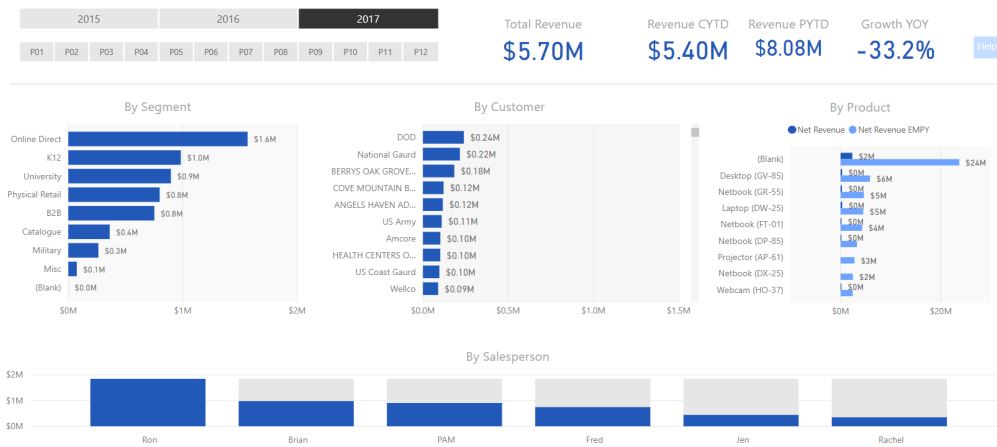 2015 2016 2017
P01 P02 P03 P04 P05 P06 P07 P08 P09 P10 P11 P12
Total Revenue
$5.70M
Revenue CYTD
$5.40M
Revenue PYTD
$8.08M
Growth YOY
-33.2%
Help
By Segment
Online Direct $1.6M
K12 $1.0M
University $0.9M
Physical Retail $0.8M
B2B $0.8M
Catalogue $0.4M
Military $0.3M
Misc $0.1M
(Blank) $0.0M
$0M $1M $2M
By Customer
DOD $0.24M
National Gaurd $0.22M
BERRYS OAK GROVE... $0.18M
COVE MOUNTAIN B... $0.12M
ANGELS HAVEN AD... $0.12M
US Army $0.11M
Amcore $0.10M
HEALTH CENTERS O... $0.10M
US Coast Gaurd $0.10M
Wellco $0.09M
$0.0M $0.5M $1.0M $1.5M
By Product
Net Revenue Net Revenue EMPY
(Blank) $2M $24M
Desktop (GV-85) $0M $6M
Netbook (GR-55) $0M $5M
Laptop (DW-25) $0M $5M
Netbook (FT-01) $0M $4M
Netbook (DP-85) $0M
Projector (AP-61) $3M
Netbook (DX-25) $2M
Webcam (HO-37) $0M
$0M $20M
By Salesperson
$2M
$1M
$0M
Ron Brian PAM Fred Jen Rachel